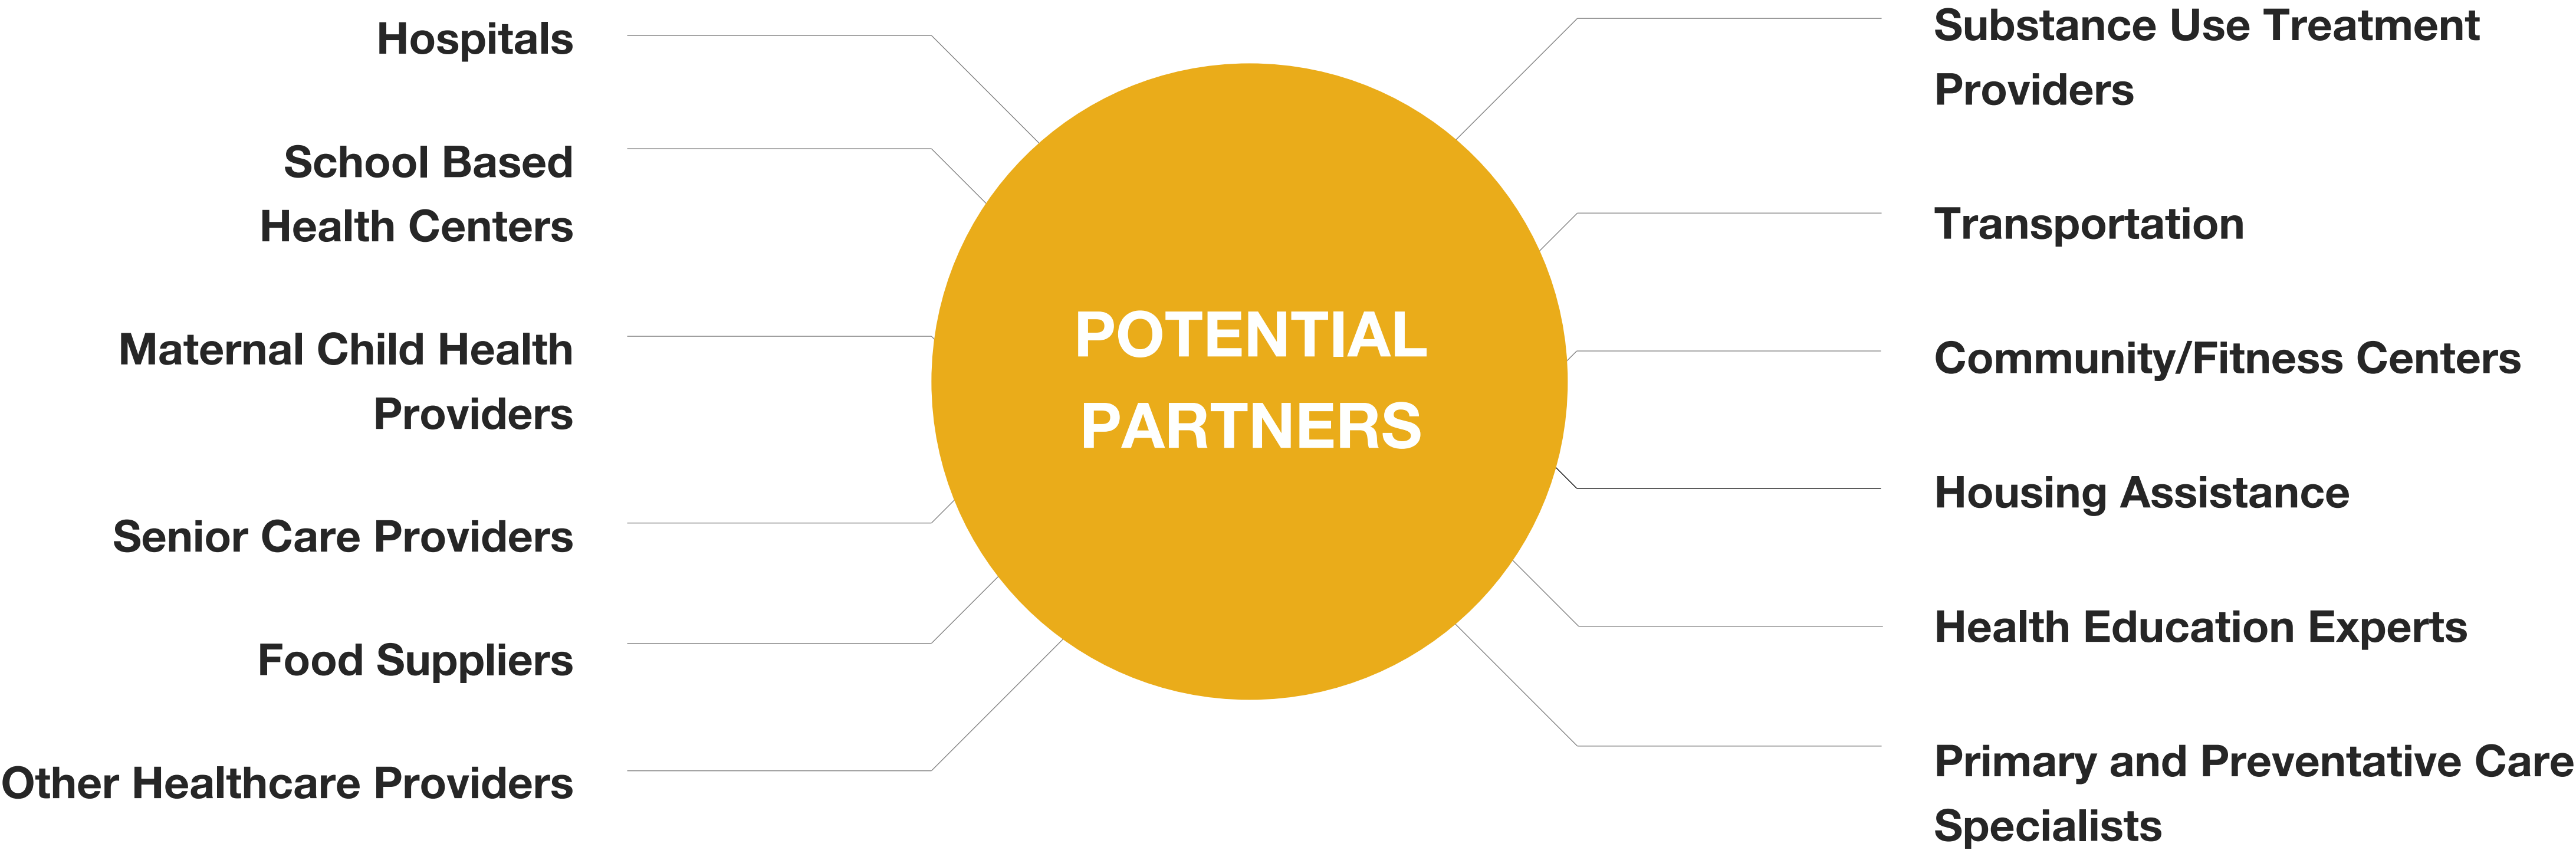 Hospitals
School Based
Health Centers
Maternal Child Health
Providers
Senior Care Providers
Food Suppliers
Other Healthcare Providers
POTENTIAL
PARTNERS
Substance Use Treatment
Providers
Transportation
Community/Fitness Centers
Housing Assistance
Health Education Experts
Primary and Preventative Care
Specialists